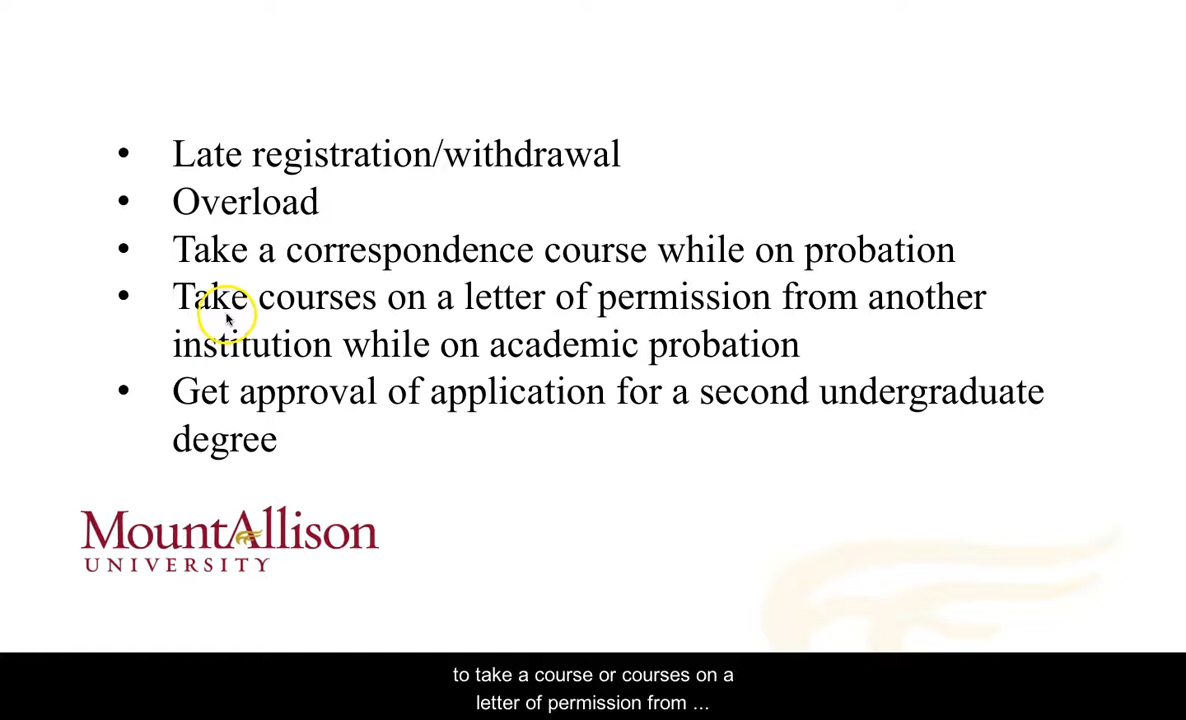 • Late registration/withdrawal
• Overload
• Take a correspondence course while on probation
• Take courses on a letter of permission from another
institution while on academic probation
• Get approval of application for a second undergraduate
degree
MountAllison
UNIVERSITY
to take a course or courses on a
letter of permission from ...